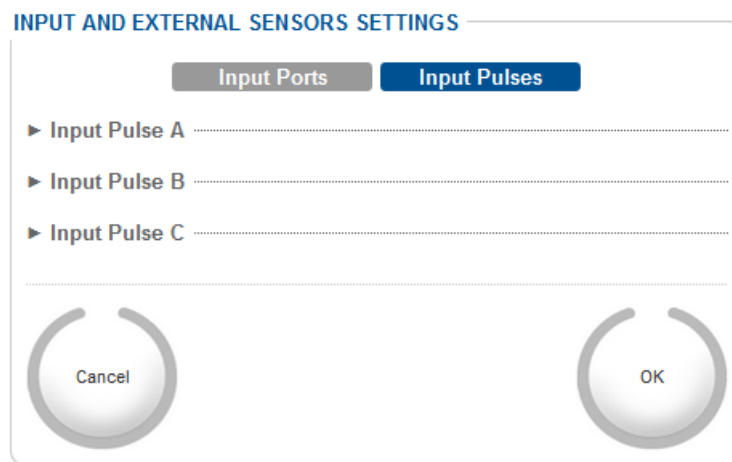 INPUT AND EXTERNAL SENSORS SETTINGS
Input Ports Input Pulses
Input Pulse A
Input Pulse B
Input Pulse C
Cancel OK